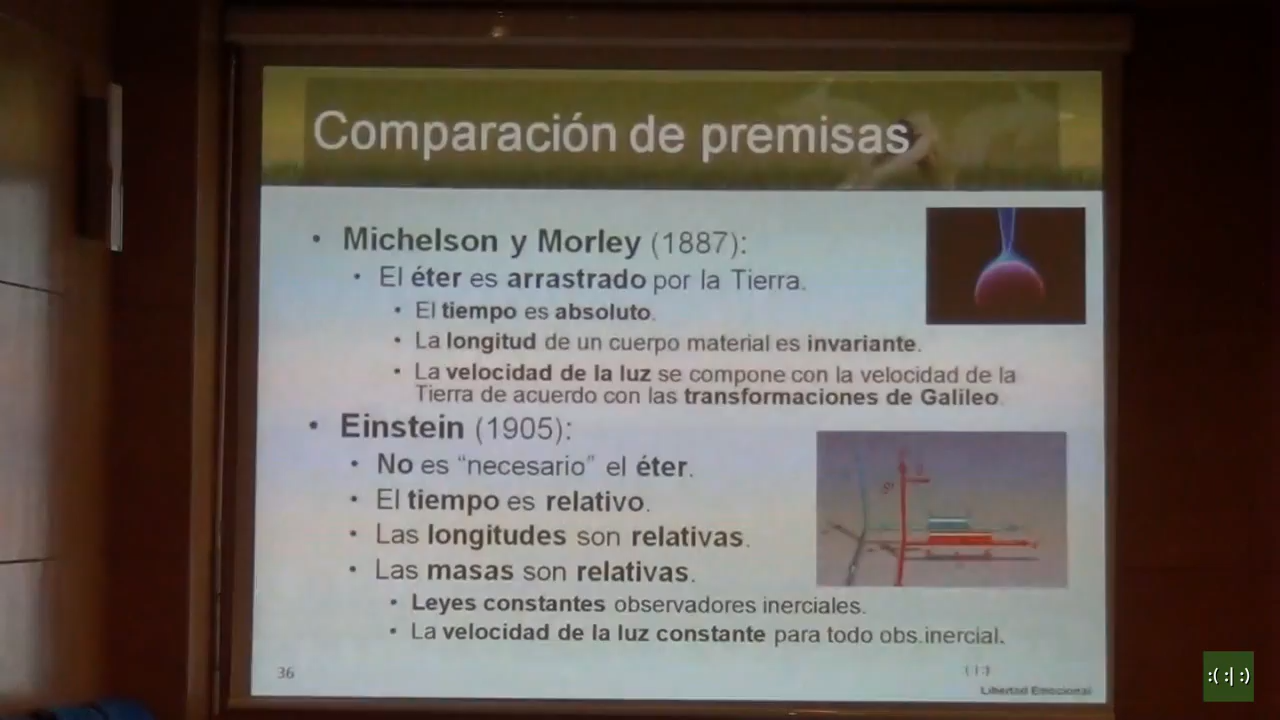 Comparación de premisas
• Michelson y Morley (1887):
• El éter es arrastrado por la Tierra.
• El tiempo es absoluto.
• La longitud de un cuerpo material es invariante.
• La velocidad de la luz se compone con la velocidad de la
Tierra de acuerdo con las transformaciones de Galileo.
• Einstein (1905):
• No es “necesario” el éter.
• El tiempo es relativo.
• Las longitudes son relativas.
• Las masas son relativas.
• Leyes constantes observadores inerciales.
• La velocidad de la luz constante para todo obs.inercial.
36
Libertad Emocional
:( :| :)